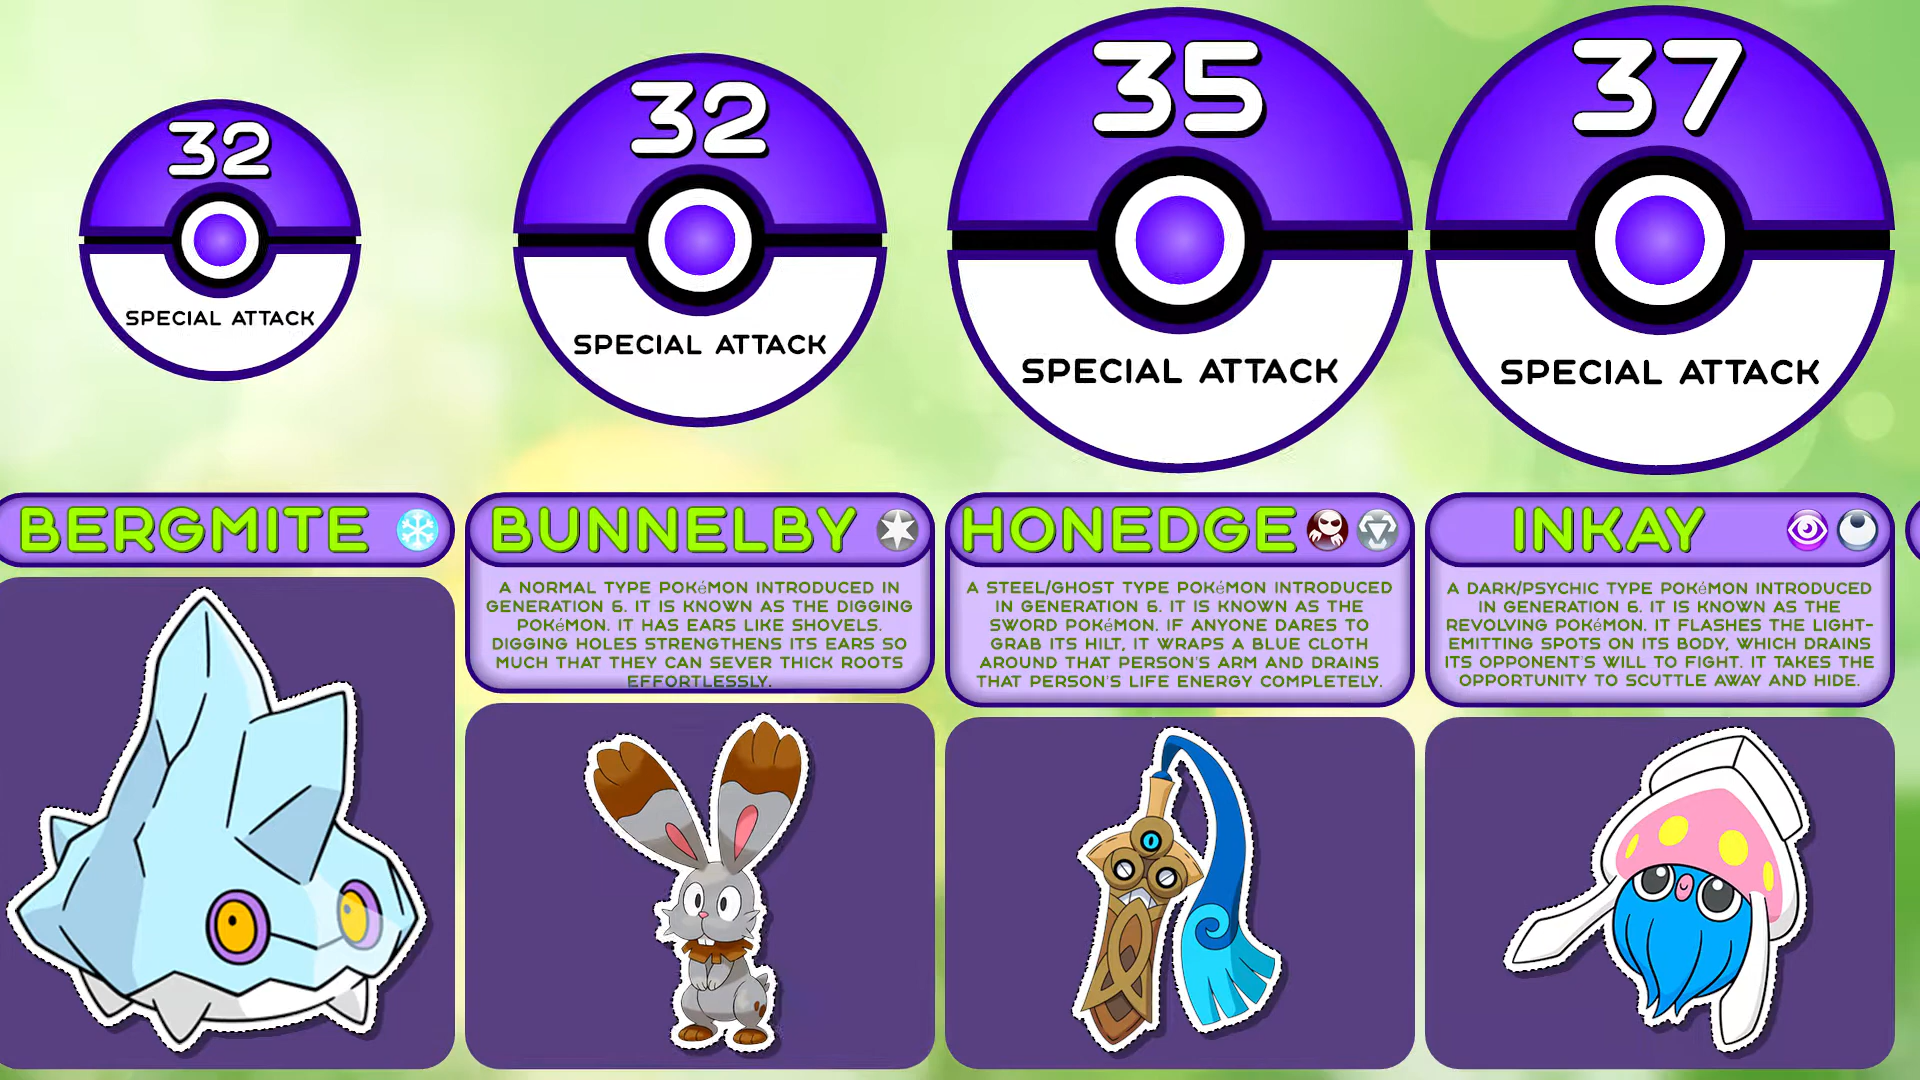 32
SPECIAL ATTACK
32
SPECIAL ATTACK
35
SPECIAL ATTACK
37
SPECIAL ATTACK
BERGMITE
BUNNELBY
A NORMAL TYPE POKéMON INTRODUCED IN
GENERATION 6. IT IS KNOWN AS THE DIGGING
POKéMON. IT HAS EARS LIKE SHOVELS.
DIGGING HOLES STRENGTHENS ITS EARS SO
MUCH THAT THEY CAN SEVER THICK ROOTS
EFFORTLESSLY.
HONEDGE
A STEEL/GHOST TYPE POKéMON INTRODUCED
IN GENERATION 6. IT IS KNOWN AS THE
SWORD POKéMON. IF ANYONE DARES TO
GRAB ITS HILT, IT WRAPS A BLUE CLOTH
AROUND THAT PERSON'S ARM AND DRAINS
THAT PERSON'S LIFE ENERGY COMPLETELY.
INKAY
A DARK/PSYCHIC TYPE POKéMON INTRODUCED
IN GENERATION 6. IT IS KNOWN AS THE
REVOLVING POKéMON. IT FLASHES THE LIGHT-
EMITTING SPOTS ON ITS BODY, WHICH DRAINS
ITS OPPONENT'S WILL TO FIGHT. IT TAKES THE
OPPORTUNITY TO SCUTTLE AWAY AND HIDE.